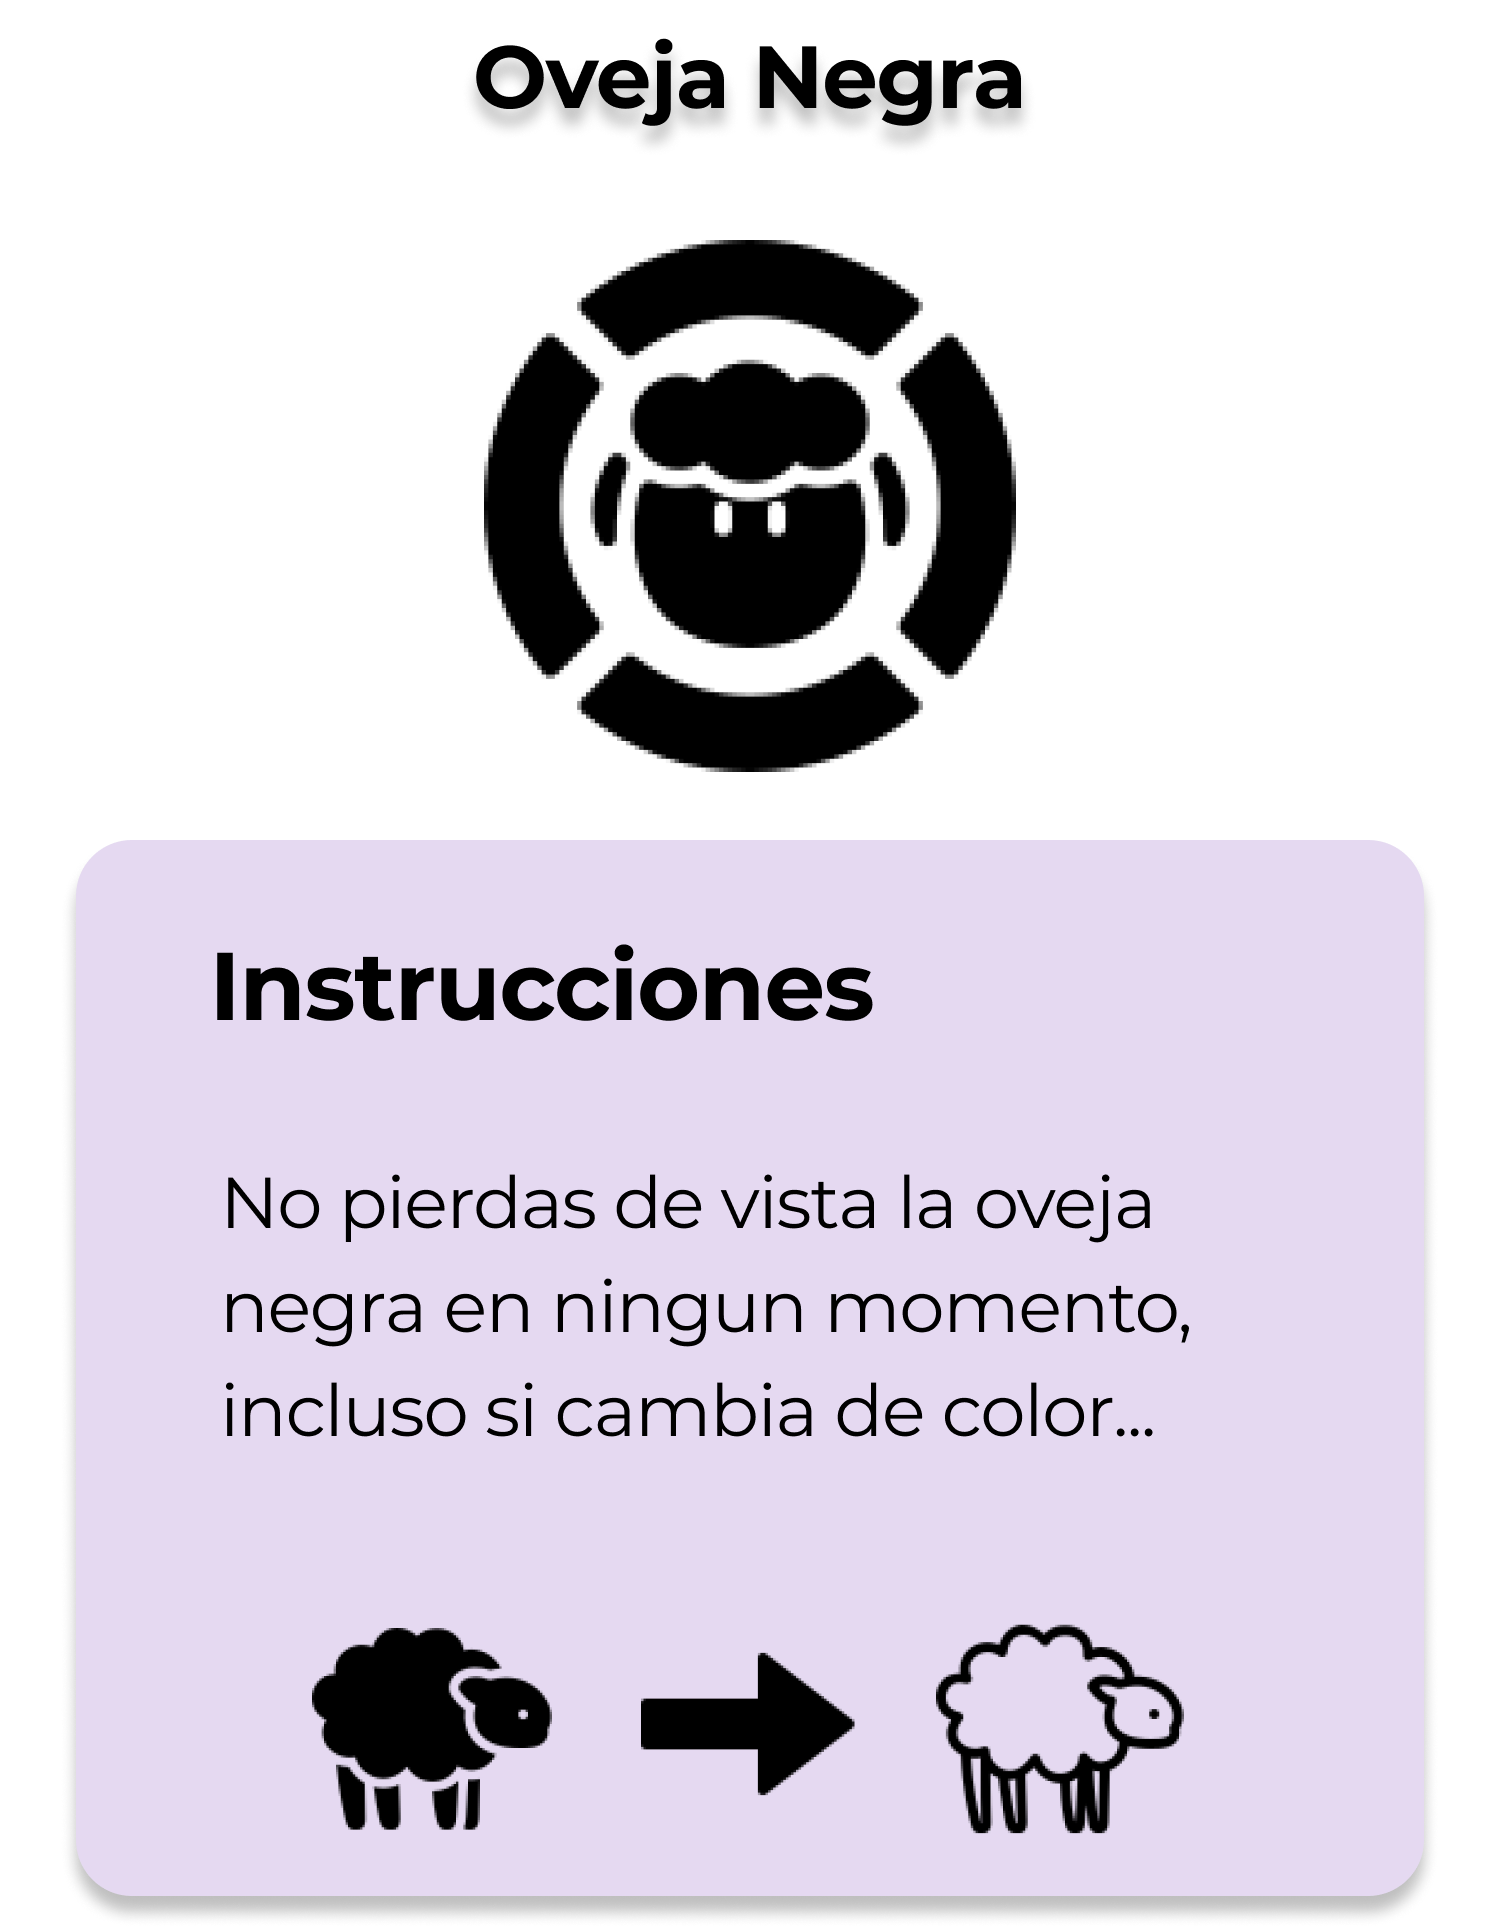 Oveja Negra
Instrucciones
No pierdas de vista la oveja
negra en ningun momento,
incluso si cambia de color...